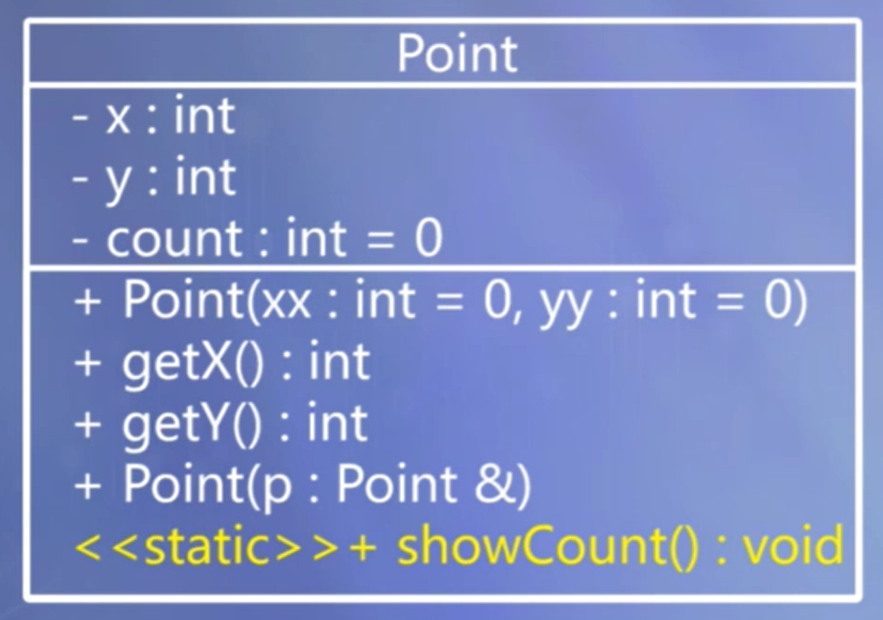 Point
- x : int
- y : int
- count : int = 0
+ Point(xx : int = 0, yy : int = 0)
+ getX() : int
+ getY() : int
+ Point(p : Point &)
<<static>>+ showCount() : void